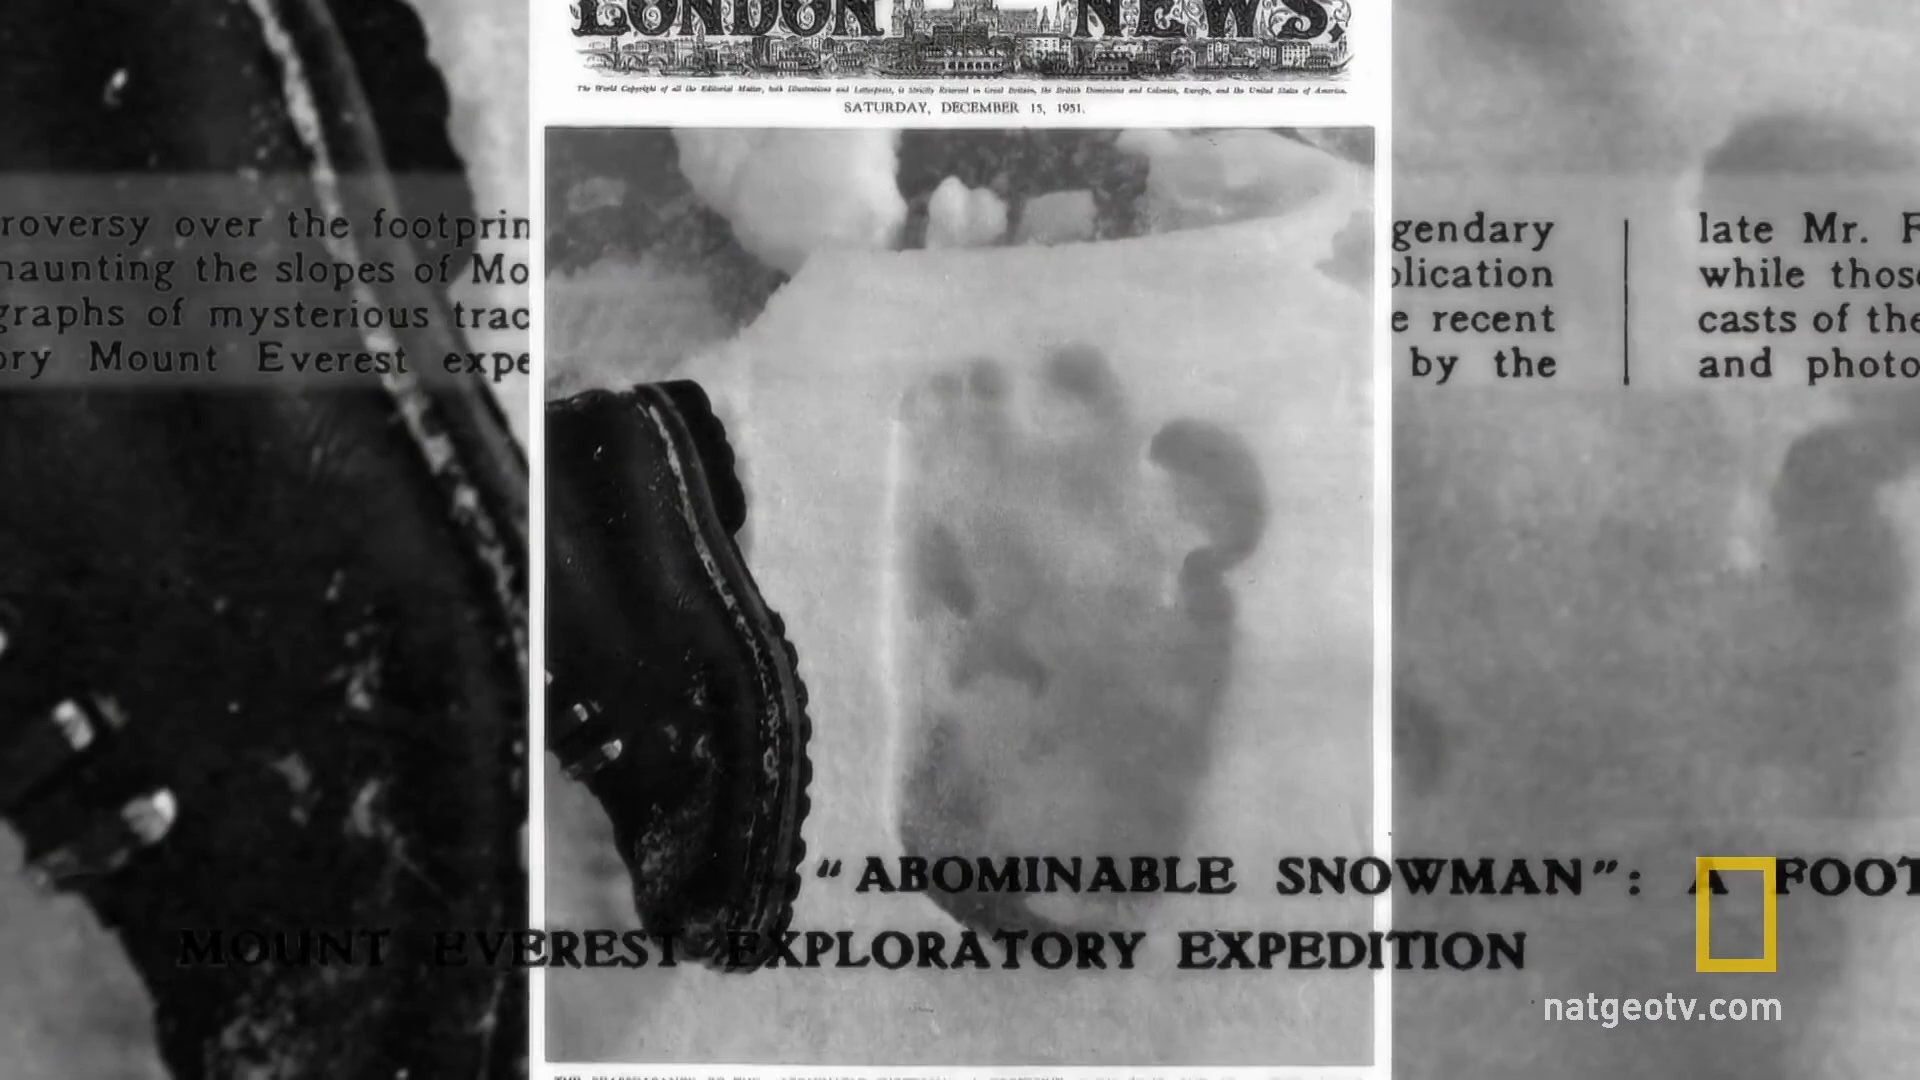 LONDON NEWS.
The World Copyright of all the Editorial Matter, both Illustrations and Letterpress, is Strictly Reserved in Great Britain, the British Dominions and Colonies, Europe, and the United States of America.
SATURDAY, DECEMBER 15, 1951.
roversy over the footprin
haunting the slopes of Mo
graphs of mysterious trac
ory Mount Everest expe
gendary
plication
e recent
by the
late Mr. F
while those
casts of the
and photo
"ABOMINABLE SNOWMAN": A FOOT
MOUNT EVEREST EXPLORATORY EXPEDITION
natgeotv.com